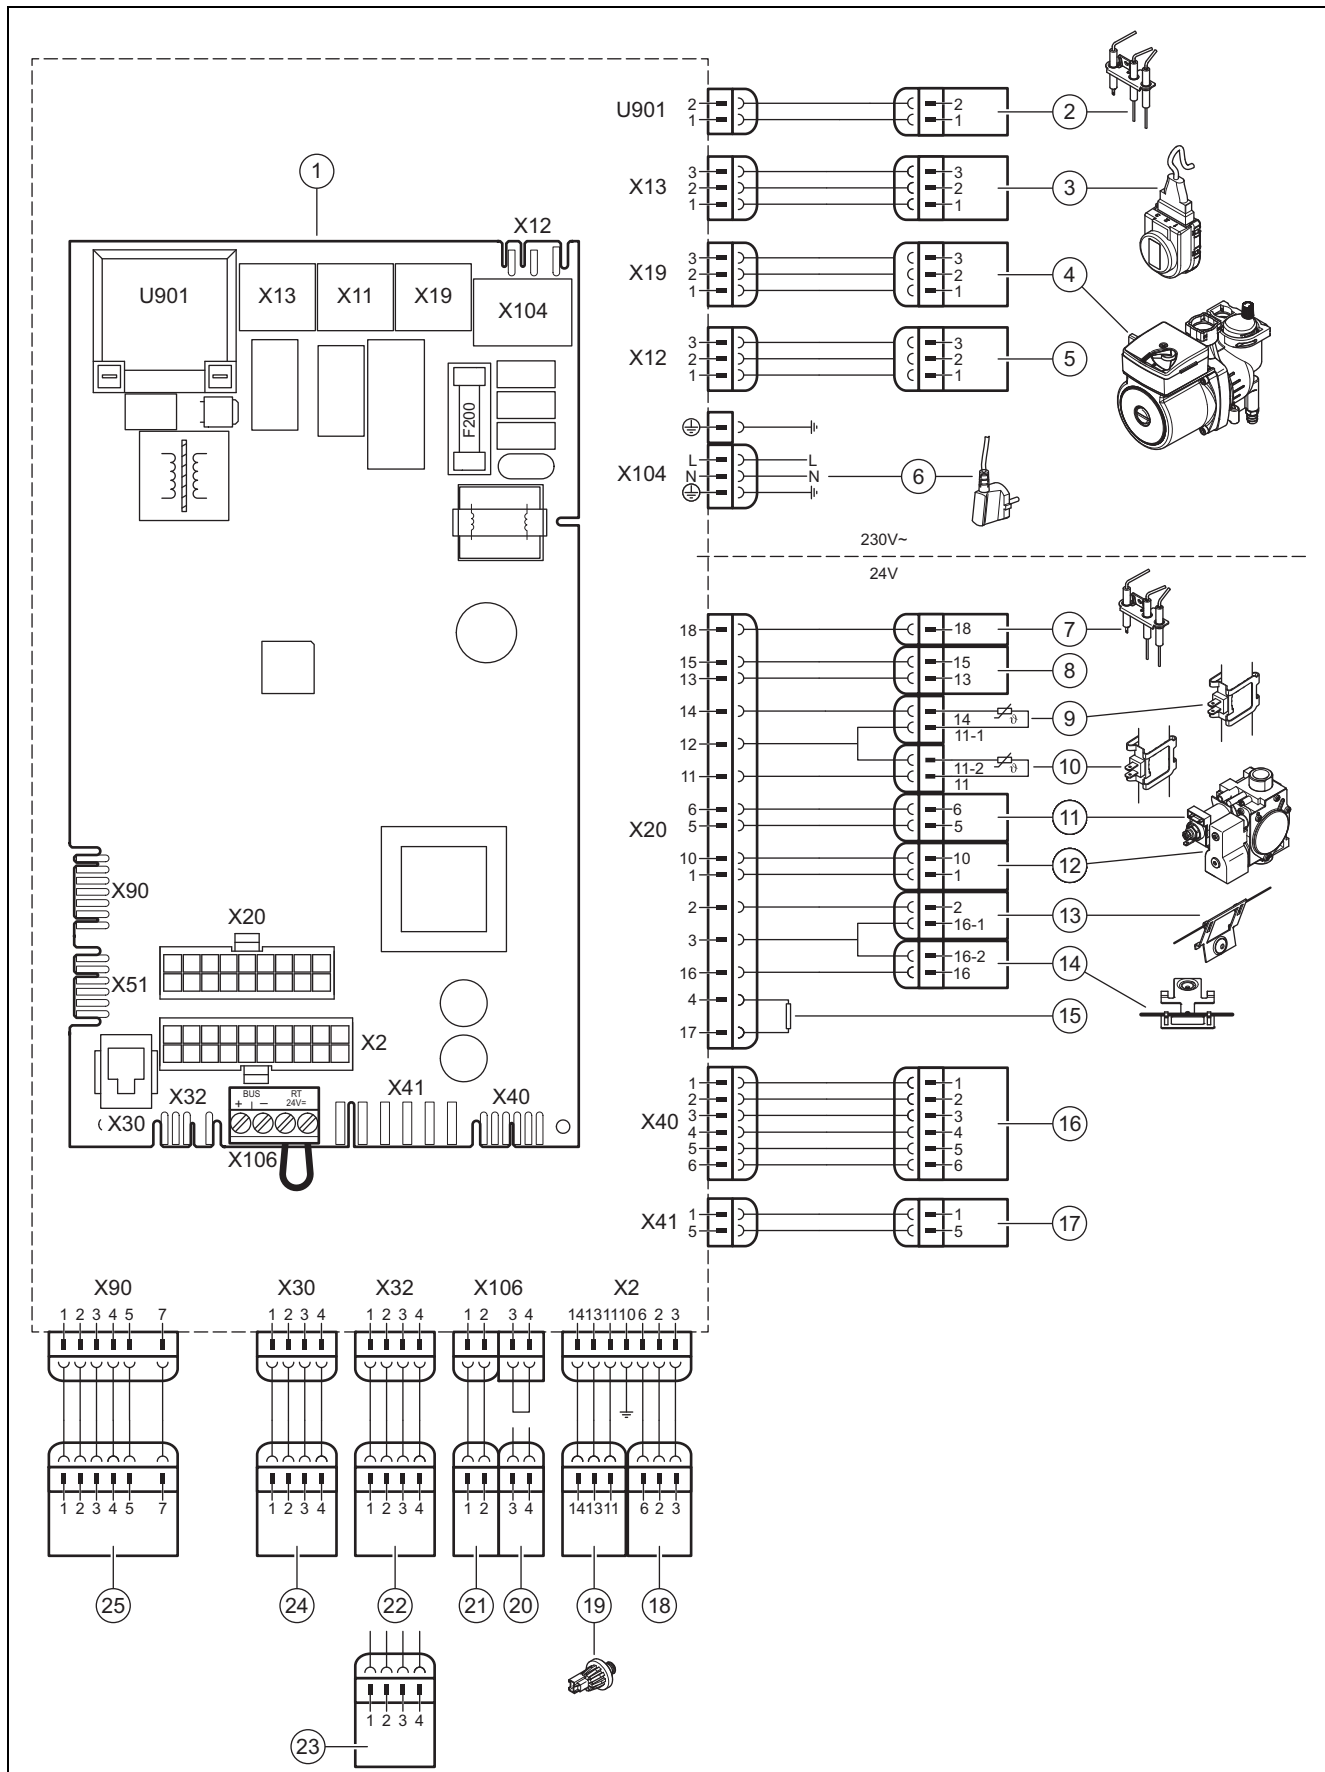 U901
2
1
2
1
2
X13
3
2
1
3
2
1
3
1
X12
X19
3
2
1
3
2
1
4
U901
X13
X11
X19
X104
X12
3
2
1
3
2
1
5
F200
X104
L
N
L
N
6
230V~
24V
X20
18
18
7
15
13
15
13
8
14
14
ϑ
11-1
9
12
11
11-2
ϑ
11
10
6
5
6
5
11
10
1
10
1
12
2
2
16-1
13
3
16-2
16
16
14
4
17
15
X90
X20
X51
X2
X32
X41
X40
X30
BUS
RT
+
–
24V=
X106
X40
1
2
3
4
5
6
1
2
3
4
5
6
16
X41
1
5
1
5
17
X90
X30
X32
X106
X2
1 2 3 4 5 7
1 2 3 4
1 2 3 4
1 2
3 4
14 13 11 10 6 2 3
1 2 3 4 5 7
1 2 3 4
1 2 3 4
1 2
3 4
14 13 11
6 2 3
25
24
22
21
20
19
18
1 2 3 4
23